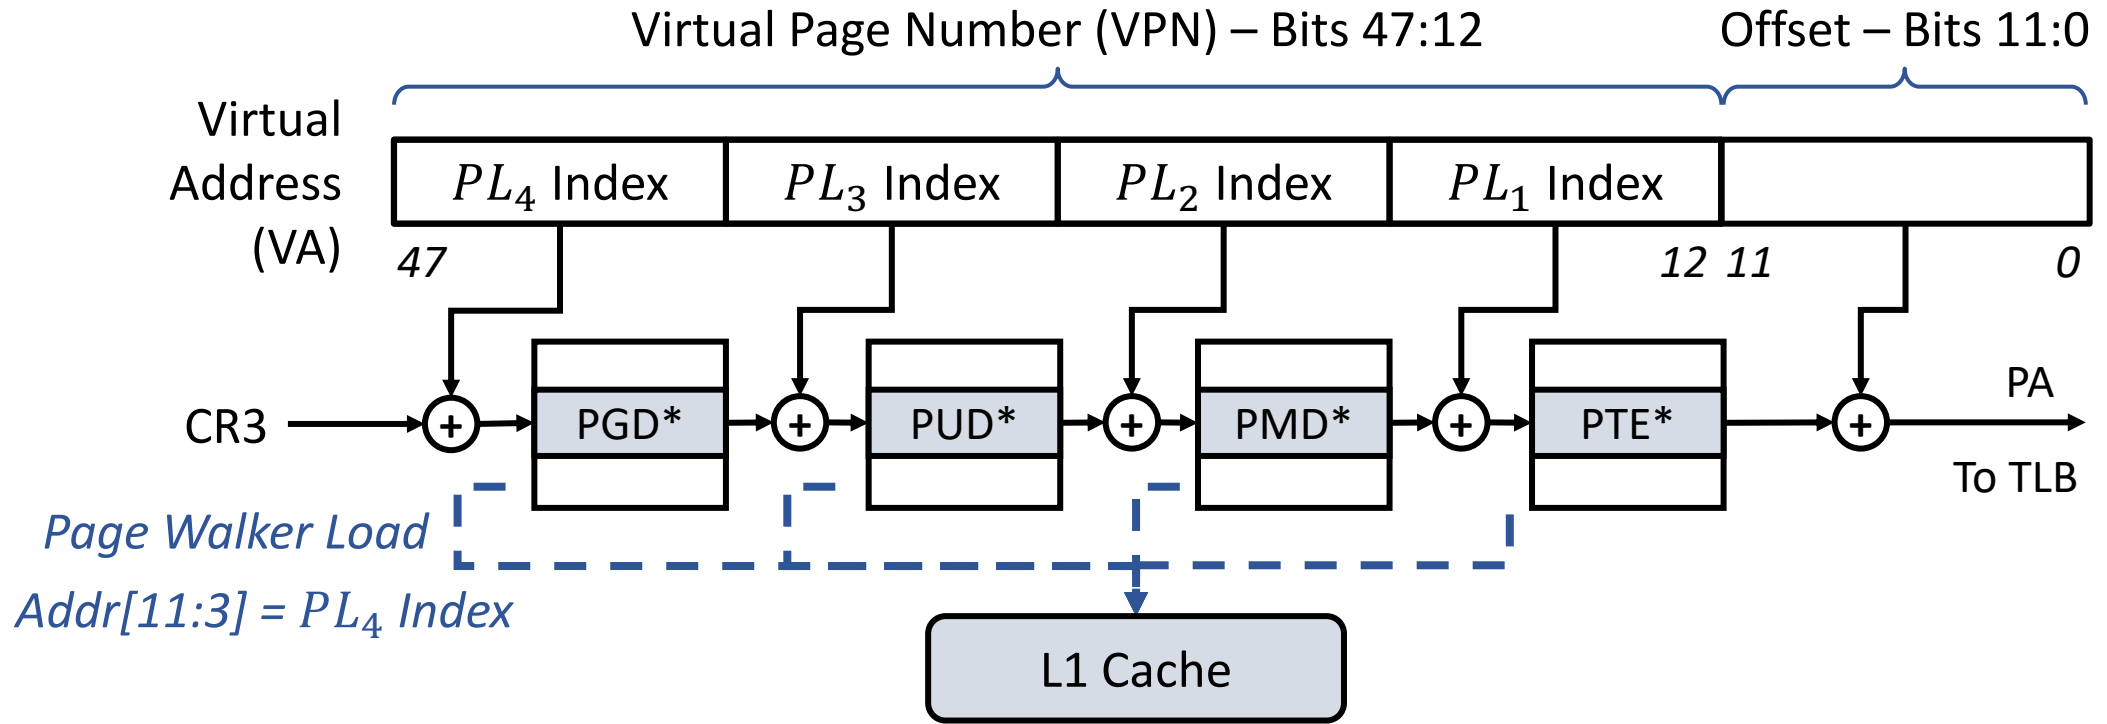 Virtual Page Number (VPN) – Bits 47:12
Offset – Bits 11:0
Virtual
Address
(VA)
PL₄ Index
PL₃ Index
PL₂ Index
PL₁ Index
47
12
11
0
CR3
+
PGD*
+
PUD*
+
PMD*
+
PTE*
+
PA
To TLB
Page Walker Load
Addr[11:3] = PL₄ Index
L1 Cache